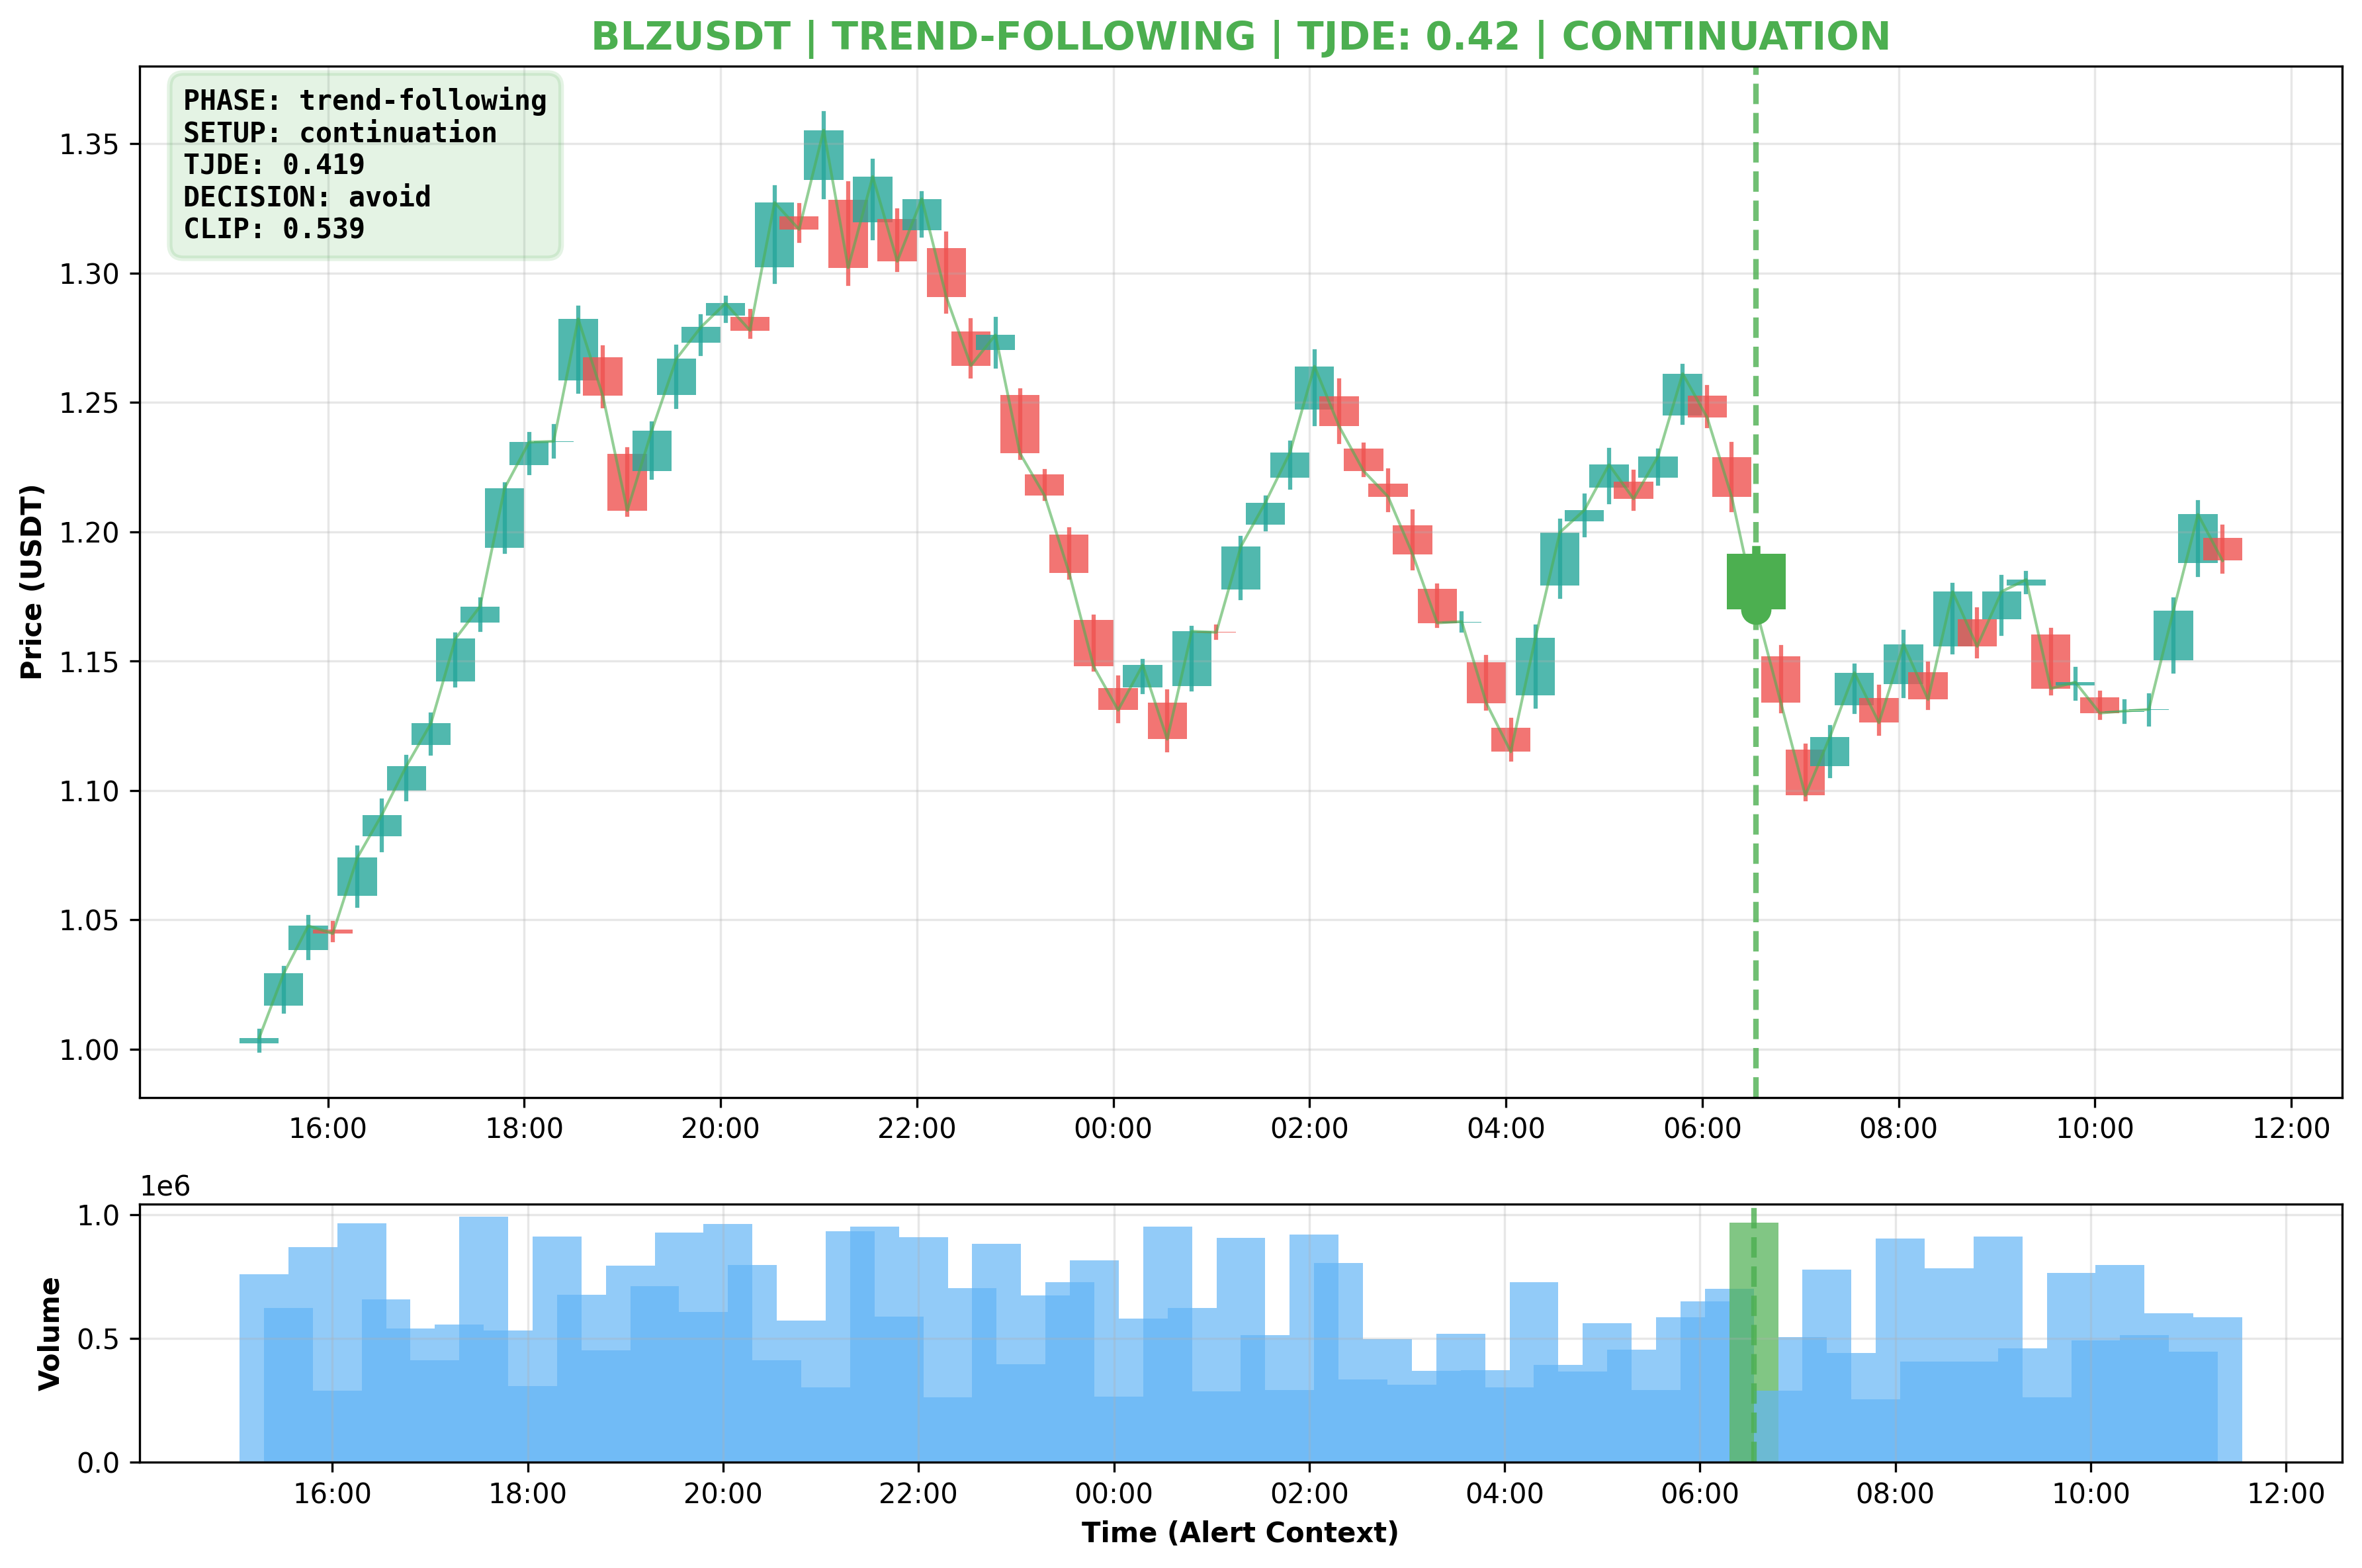 BLZUSDT | TREND-FOLLOWING | TJDE: 0.42 | CONTINUATION
PHASE: trend-following
SETUP: continuation
TJDE: 0.419
DECISION: avoid
CLIP: 0.539
Price (USDT)
1.35
1.30
1.25
1.20
1.15
1.10
1.05
1.00
16:00 18:00 20:00 22:00 00:00 02:00 04:00 06:00 08:00 10:00 12:00
1e6
Volume
1.0
0.5
0.0
16:00 18:00 20:00 22:00 00:00 02:00 04:00 06:00 08:00 10:00 12:00
Time (Alert Context)